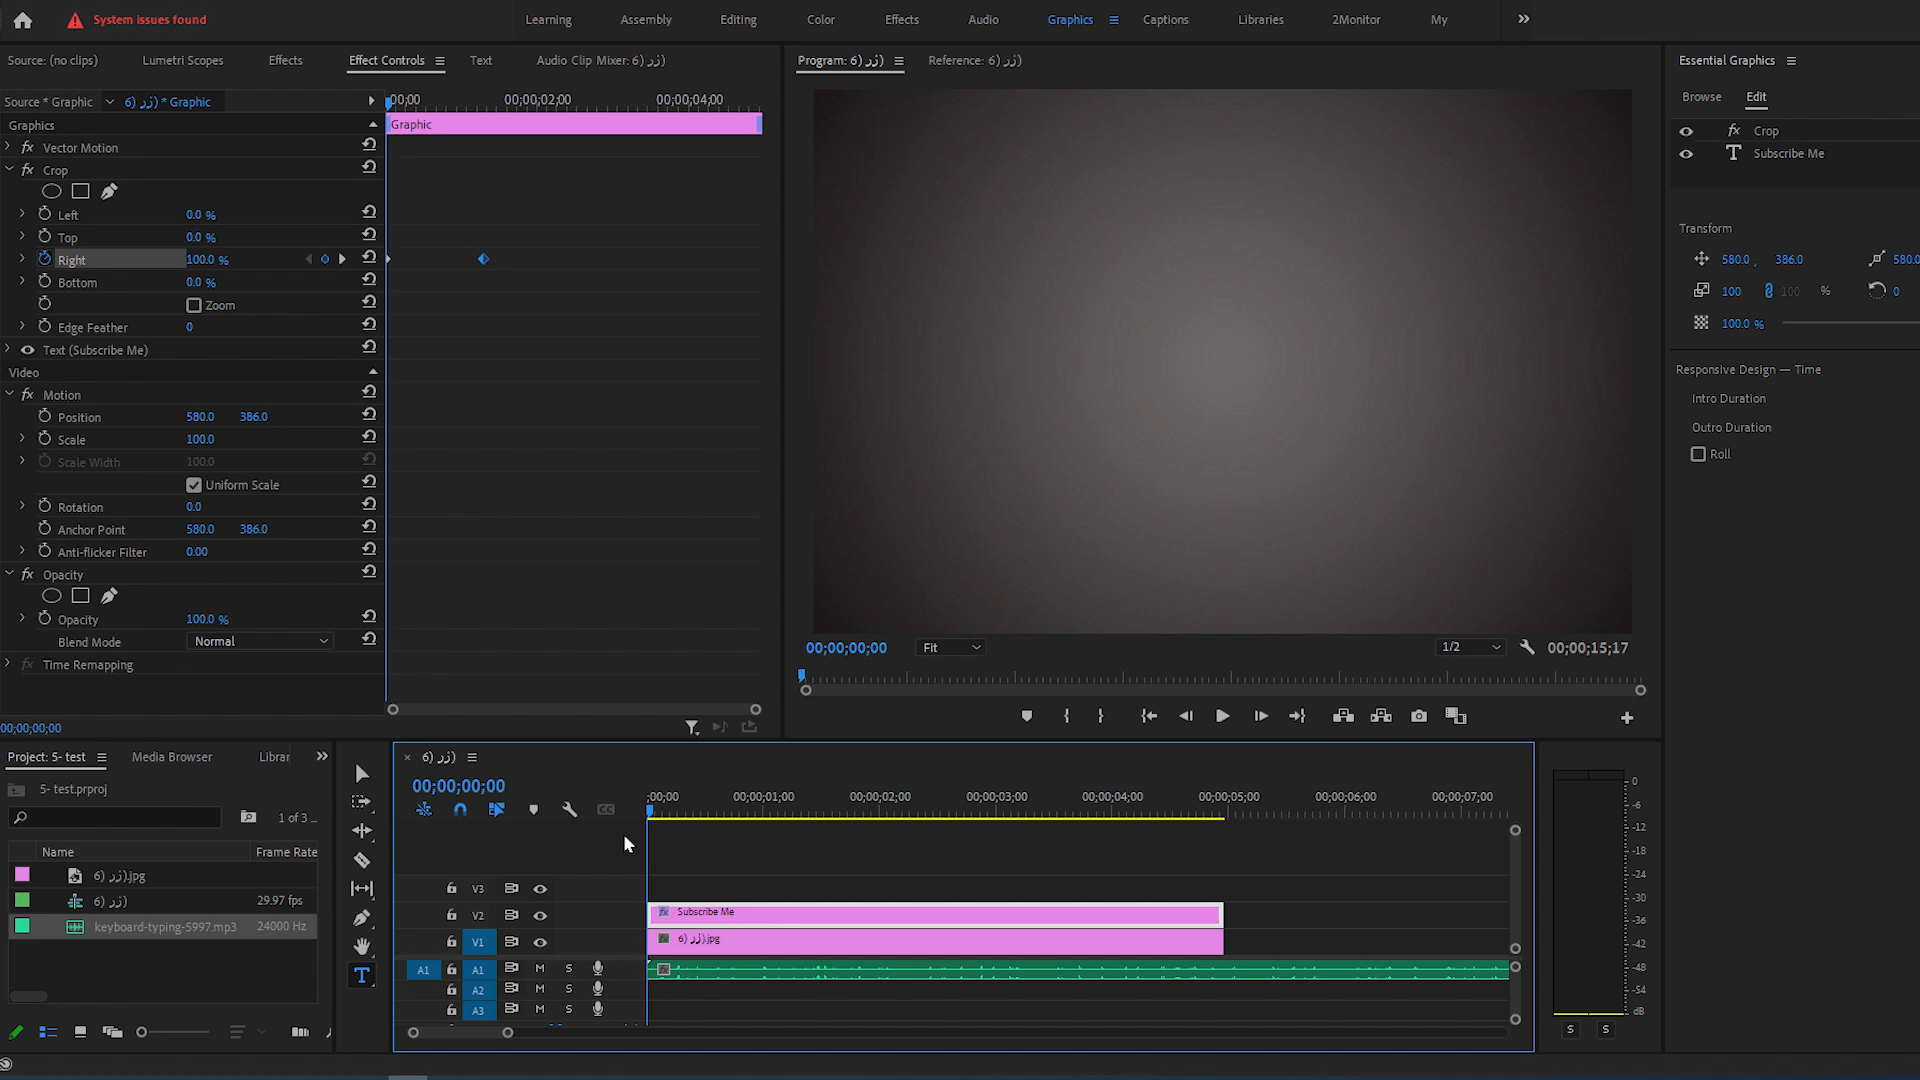 System issues found
Learning
Assembly
Editing
Color
Effects
Audio
Graphics
Captions
Libraries
2Monitor
My
Source: (no clips)
Lumetri Scopes
Effects
Effect Controls
Text
Audio Clip Mixer: 6) (زر
Program: 6) (زر
Reference: 6) (زر
Essential Graphics
Source * Graphic
6) (زر * Graphic
;00;00
00;00;02;00
00;00;04;00
Graphics
Graphic
Vector Motion
Crop
Left 0.0 %
Top 0.0 %
Right 100.0 %
Bottom 0.0 %
Zoom
Edge Feather 0
Text (Subscribe Me)
Video
Motion
Position 580.0 386.0
Scale 100.0
Scale Width 100.0
Uniform Scale
Rotation 0.0
Anchor Point 580.0 386.0
Anti-flicker Filter 0.00
Opacity
Opacity 100.0 %
Blend Mode Normal
Time Remapping
00;00;00;00
00;00;00;00
Fit
1/2
00;00;15;17
Browse
Edit
Crop
Subscribe Me
Transform
580.0 , 386.0 580.0
100 100 % 0
100.0 %
Responsive Design — Time
Intro Duration
Outro Duration
Roll
Project: 5- test
Media Browser
Librar
5- test.prproj
1 of 3 ...
Name
Frame Rate
6) (زر.jpg
6) (زر 29.97 fps
keyboard-typing-5997.mp3 24000 Hz
6) (زر
00;00;00;00
;00;00
00;00;01;00
00;00;02;00
00;00;03;00
00;00;04;00
00;00;05;00
00;00;06;00
00;00;07;00
V3
V2
Subscribe Me
V1
6) (زر.jpg
A1 A1 M S
A2 M S
A3 M S
0
-6
-12
-18
-24
-30
-36
-42
-48
-54
dB
S S